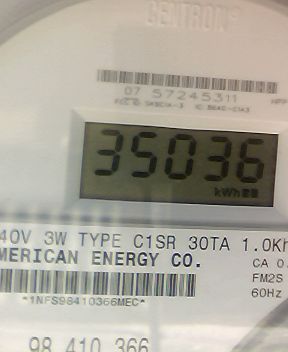 CENTRON®
07 57245311
35036
kWh
40V 3W TYPE C1SR 30TA 1.0Kh
MERICAN ENERGY CO.
CA 0.
FM2S
60Hz
*1NFS98410366MEC*
98 410 366